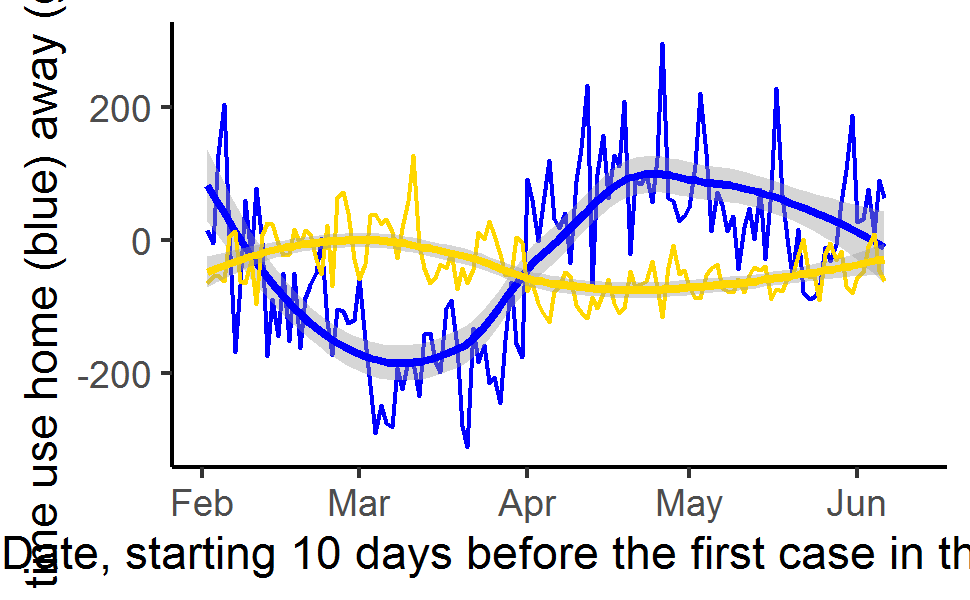 time use home (blue) away (
200
0
-200
Feb Mar Apr May Jun
Date, starting 10 days before the first case in th